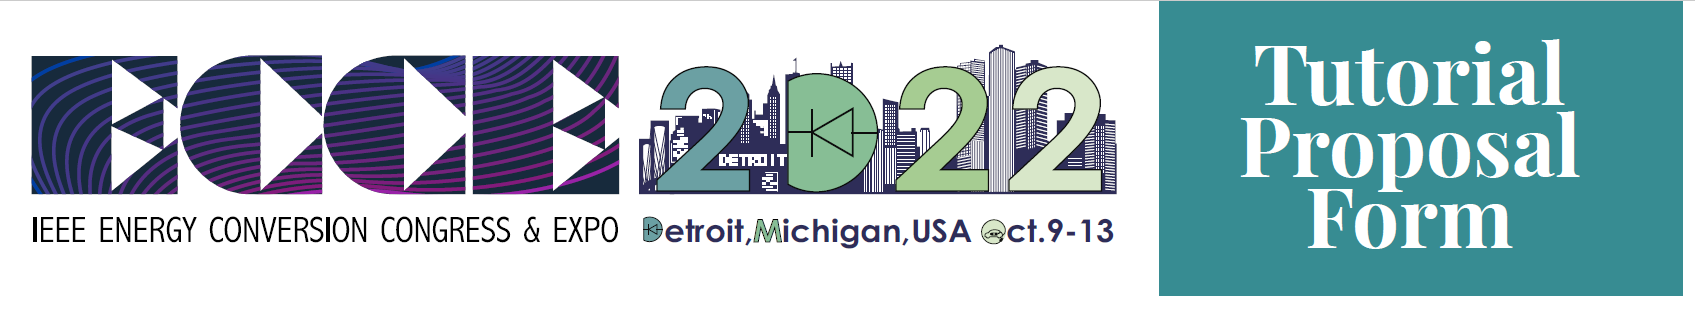 ECCE
2022
DETROIT
IEEE ENERGY CONVERSION CONGRESS & EXPO
Detroit, Michigan, USA Oct. 9-13
Tutorial
Proposal
Form